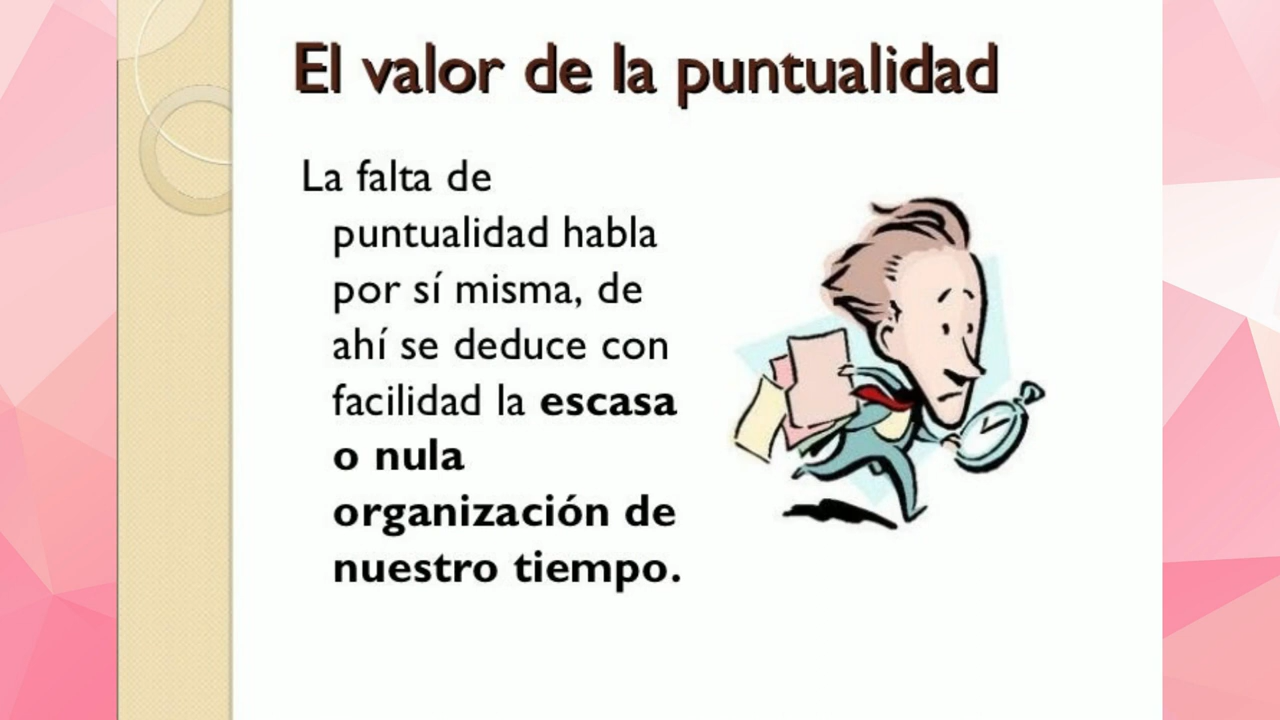 El valor de la puntualidad
La falta de
puntualidad habla
por sí misma, de
ahí se deduce con
facilidad la escasa
o nula
organización de
nuestro tiempo.